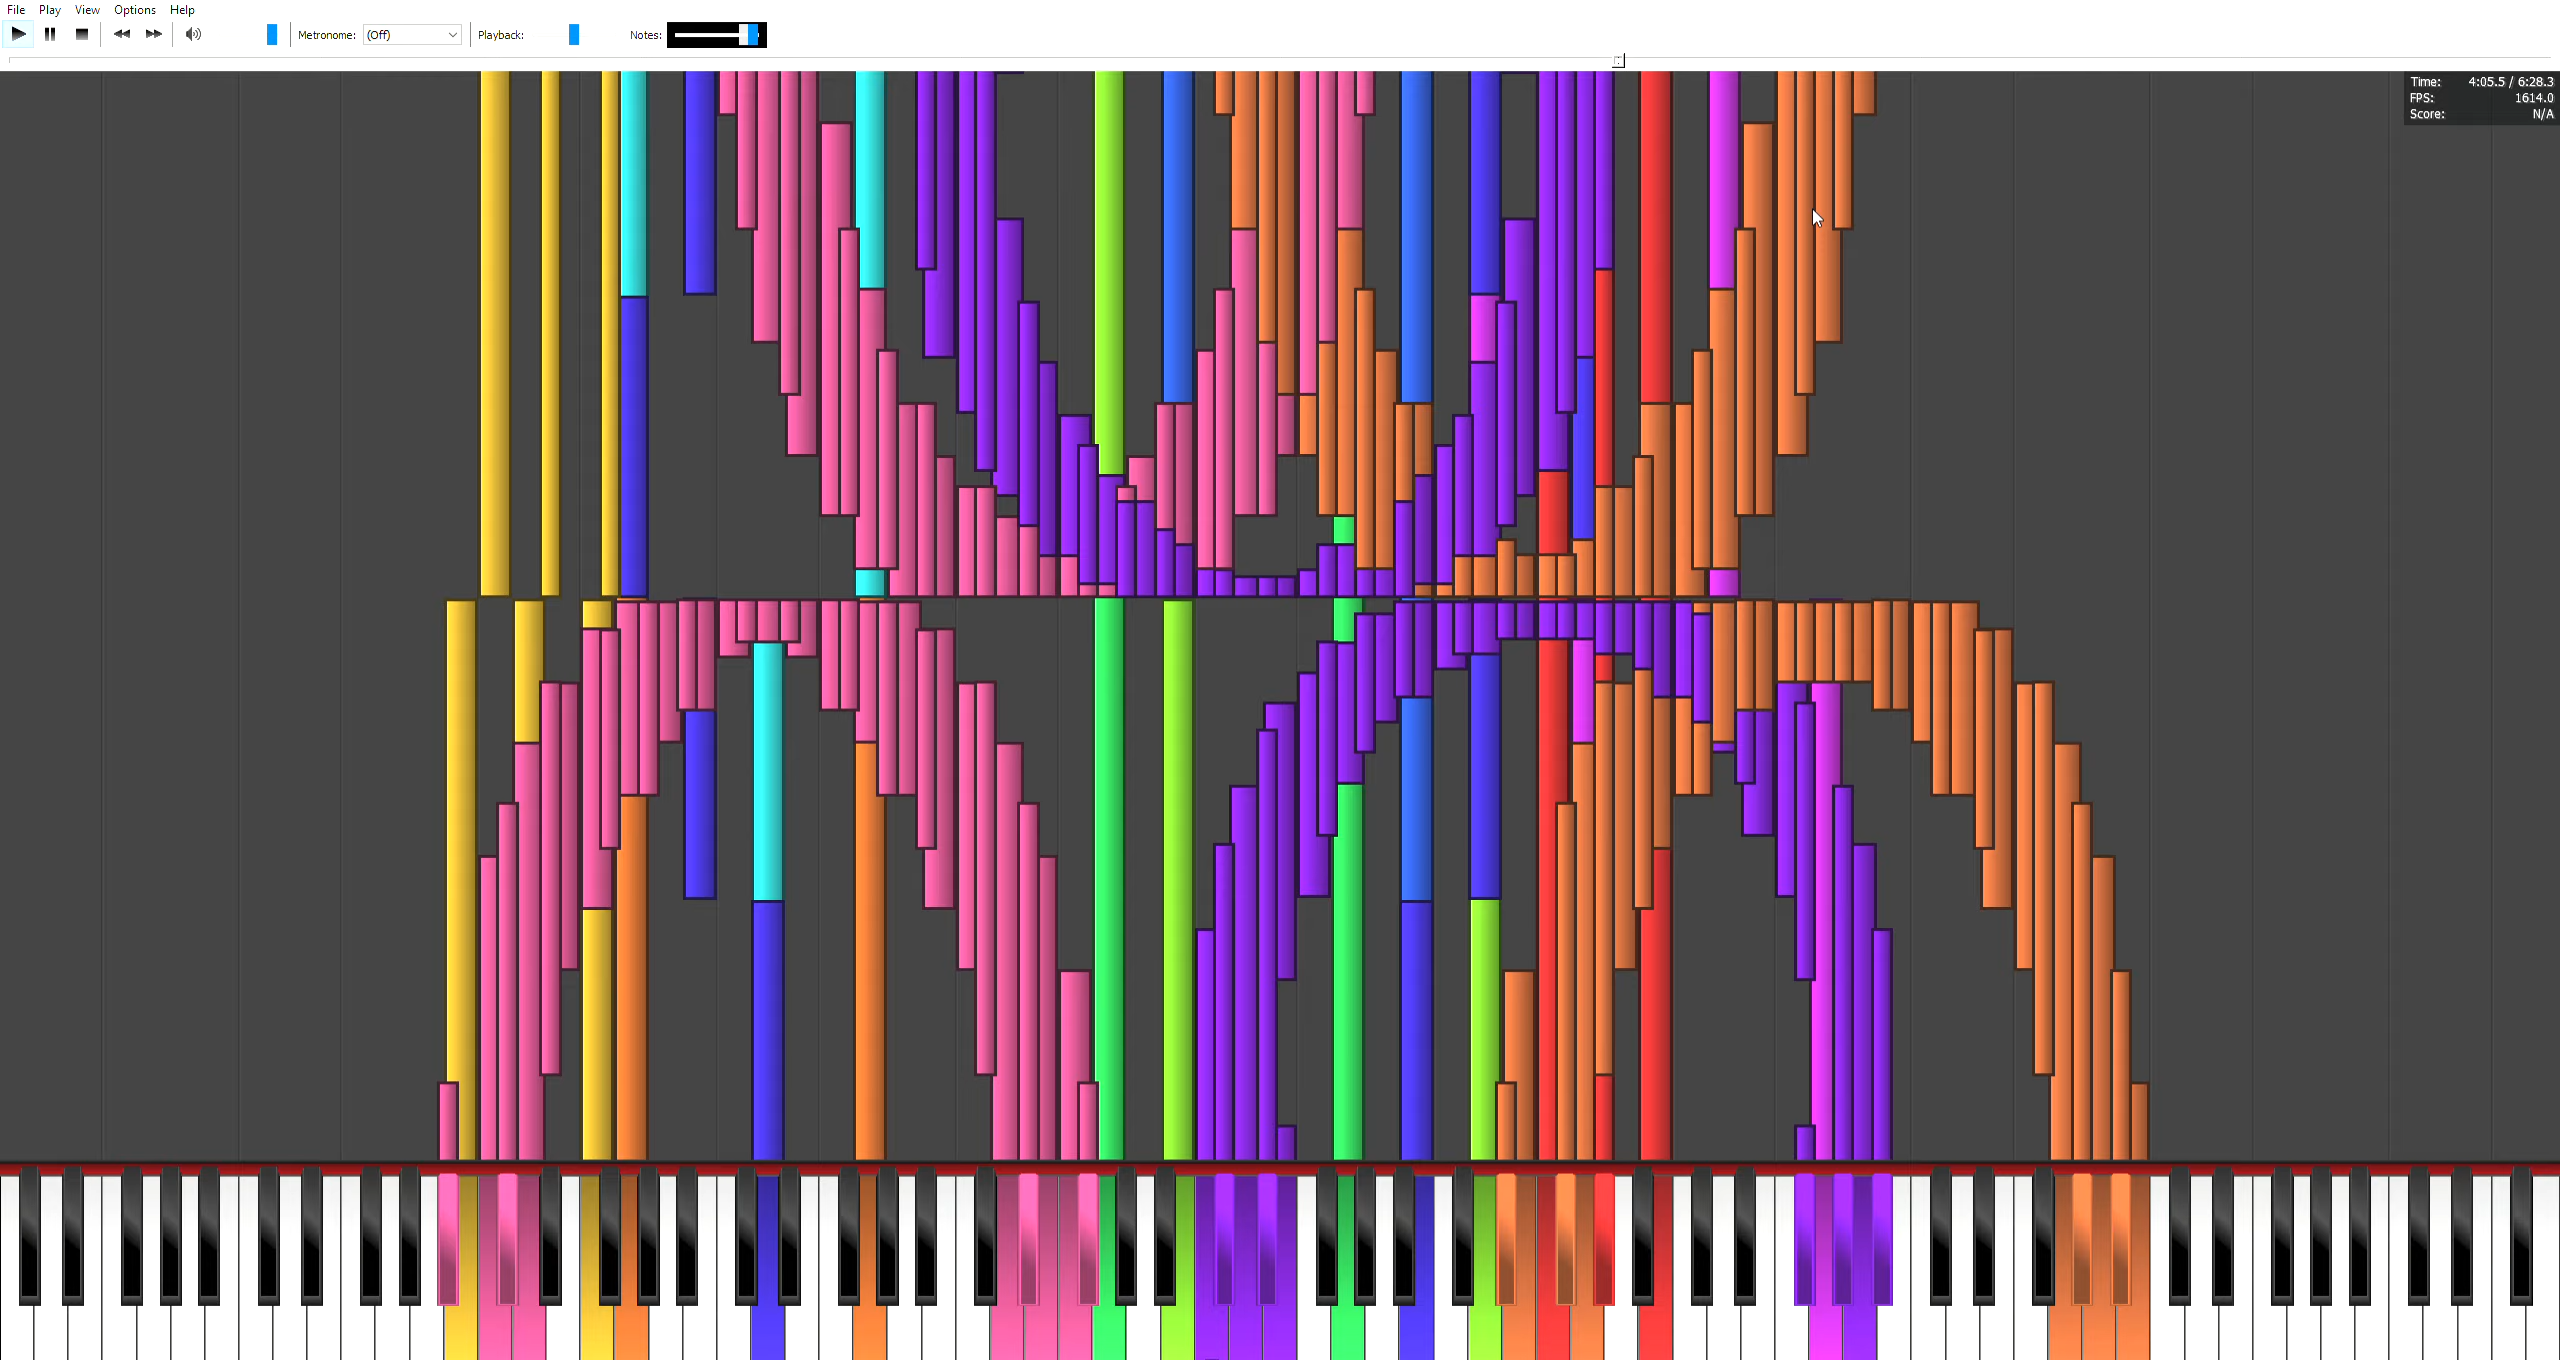 File Play View Options Help
Metronome: (Off) Playback: Notes:
Time: 4:05.5 / 6:28.3
FPS: 1614.0
Score: N/A